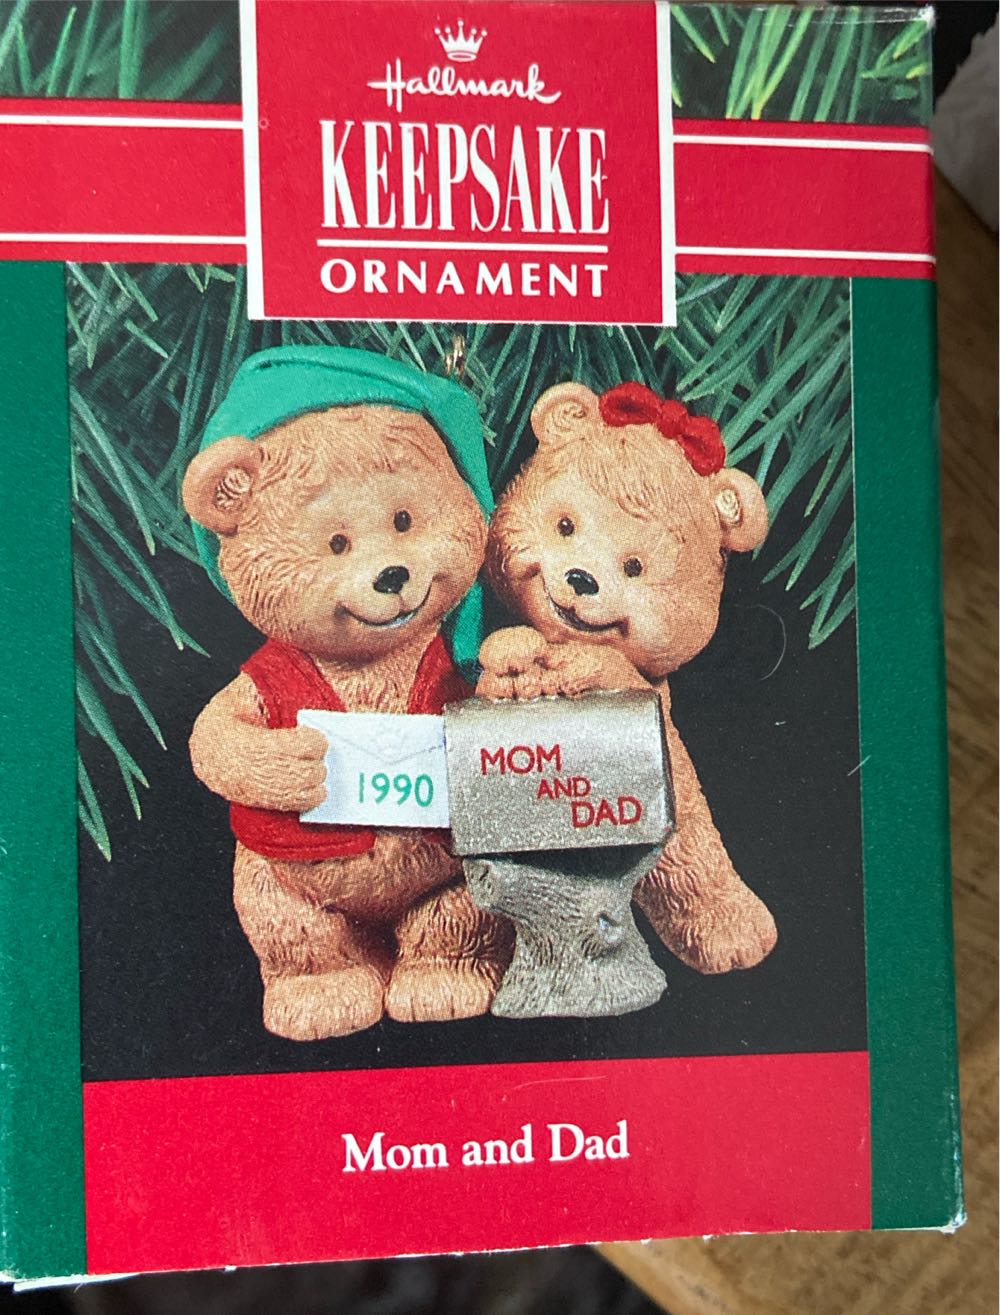 Hallmark
KEEPSAKE
ORNAMENT
1990
MOM
AND
DAD
Mom and Dad